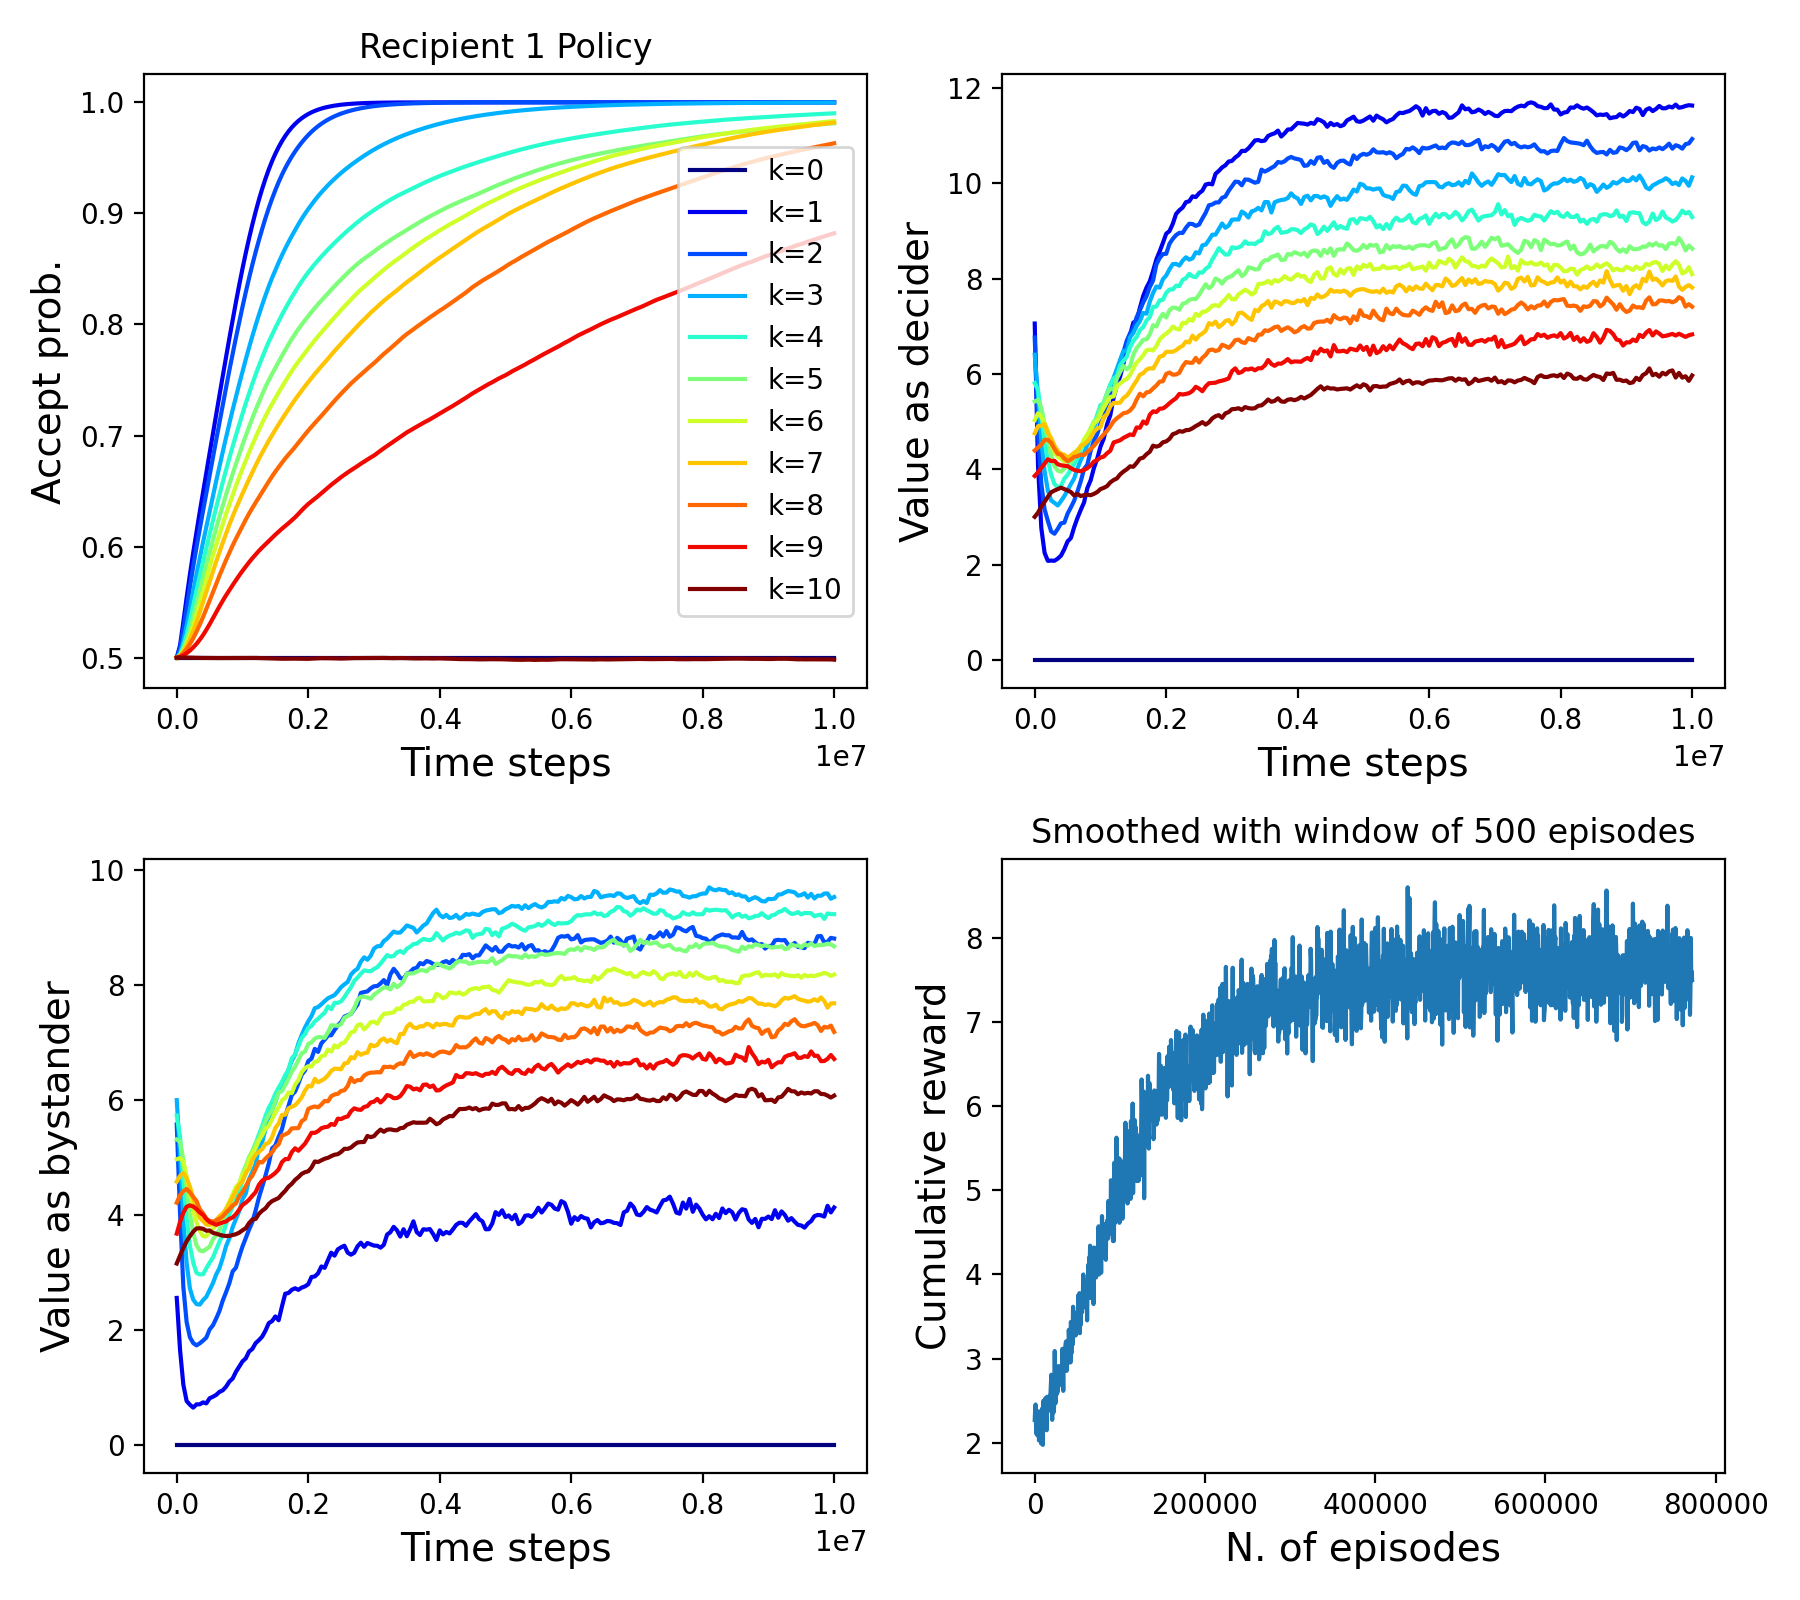 Recipient 1 Policy
Accept prob.
1.0
0.9
0.8
0.7
0.6
0.5
k=0
k=1
k=2
k=3
k=4
k=5
k=6
k=7
k=8
k=9
k=10
0.0 0.2 0.4 0.6 0.8 1.0
1e7
Time steps
Value as decider
12
10
8
6
4
2
0
0.0 0.2 0.4 0.6 0.8 1.0
1e7
Time steps
Value as bystander
10
8
6
4
2
0
0.0 0.2 0.4 0.6 0.8 1.0
1e7
Time steps
Smoothed with window of 500 episodes
Cumulative reward
8
7
6
5
4
3
2
0 200000 400000 600000 800000
N. of episodes